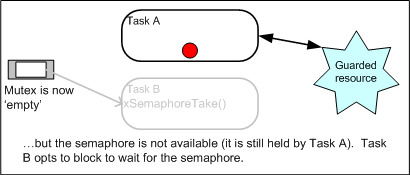 Task A
Guarded
resource
Mutex is now
'empty'
Task B
xSemaphoreTake()
…but the semaphore is not available (it is still held by Task A).  Task
B opts to block to wait for the semaphore.